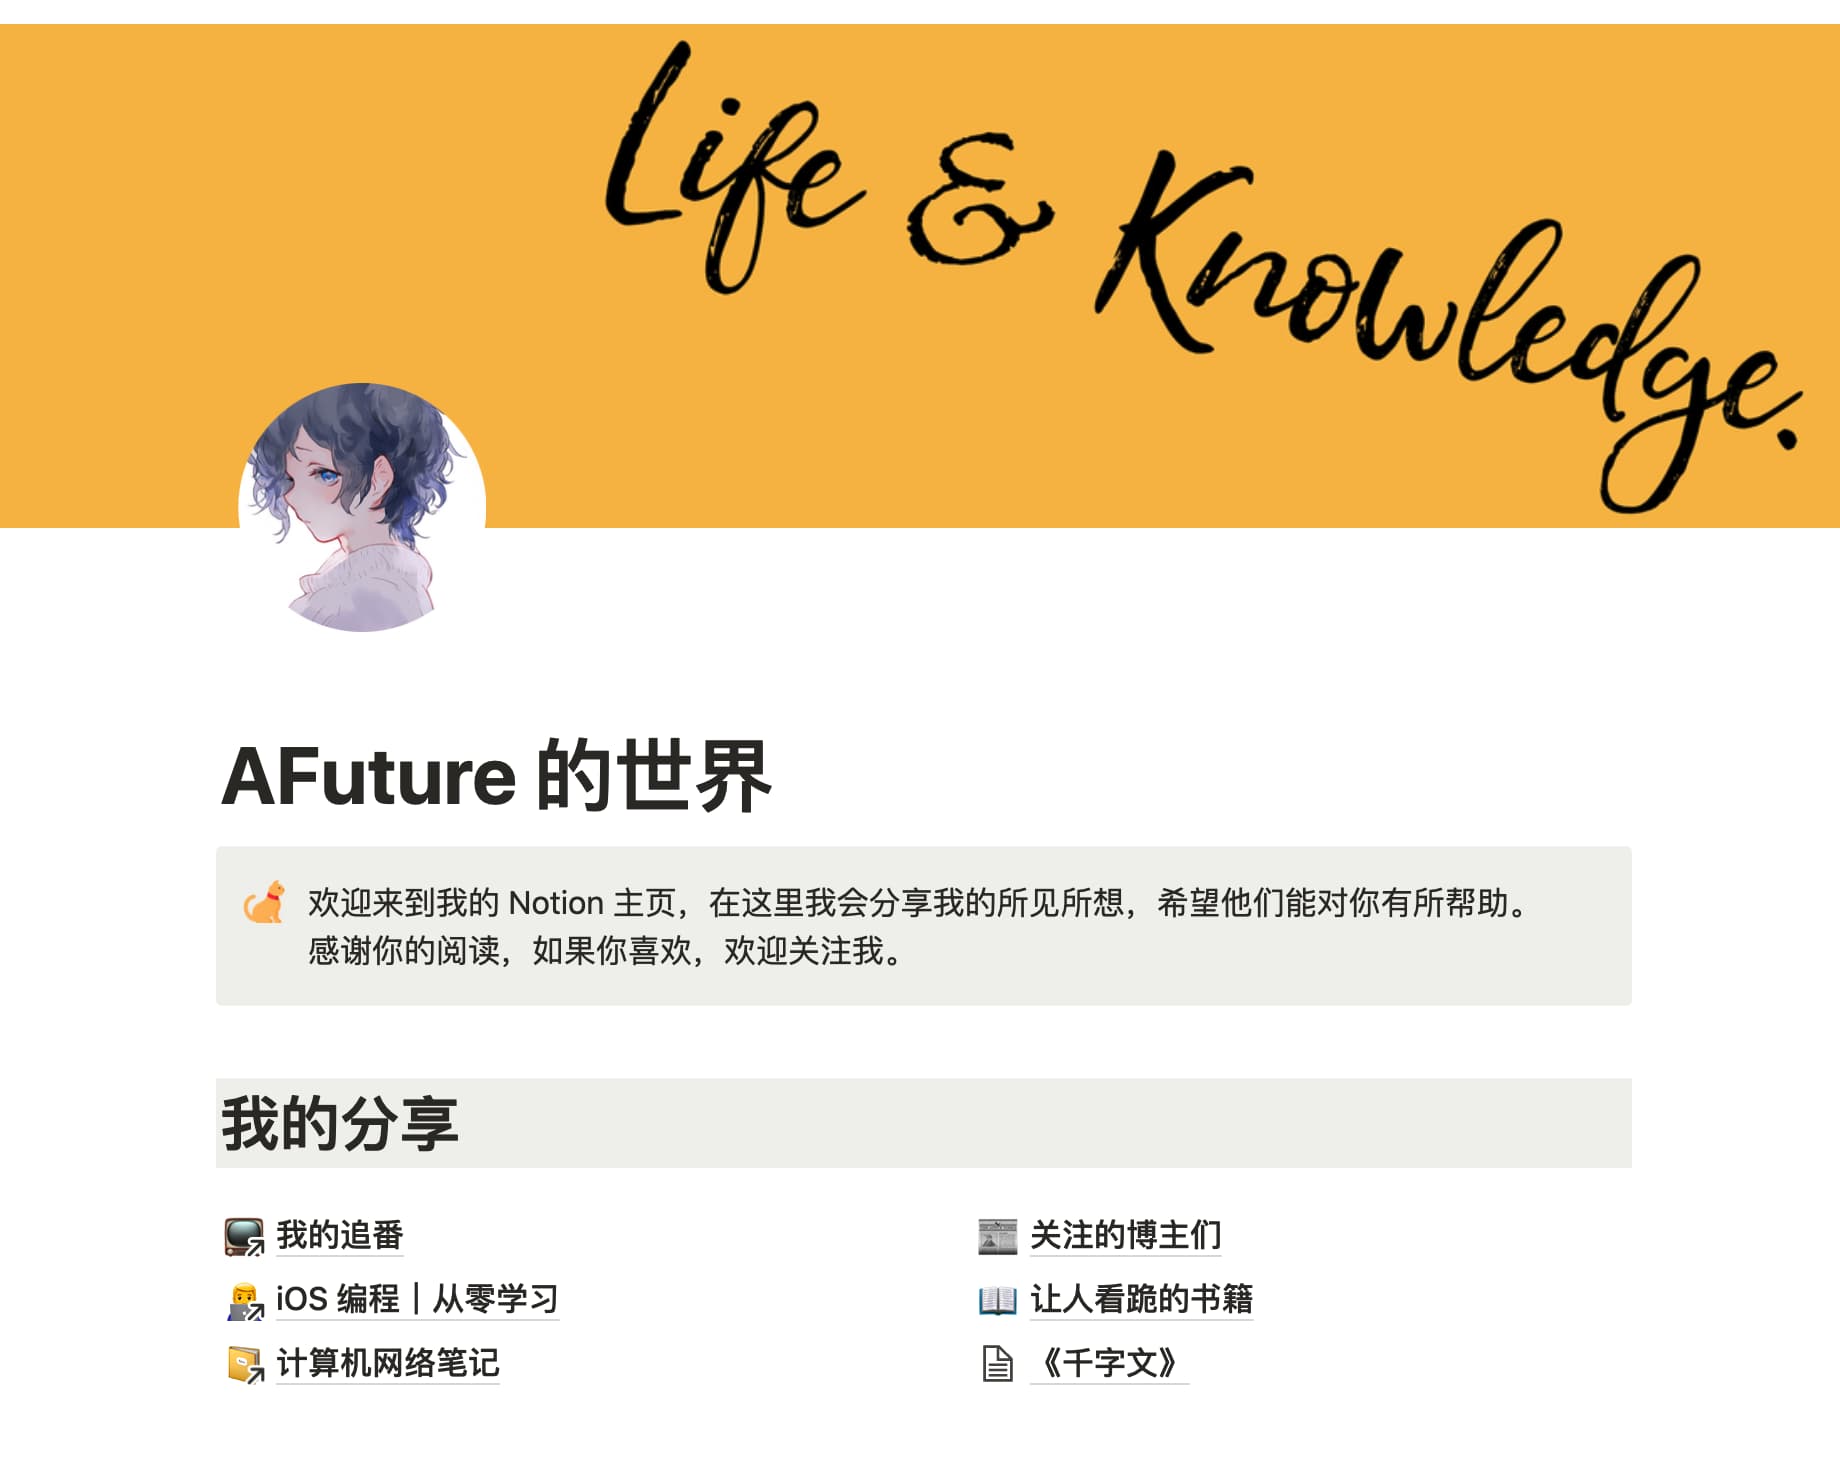 Life & Knowledge.
AFuture 的世界
欢迎来到我的 Notion 主页，在这里我会分享我的所见所想，希望他们能对你有所帮助。
感谢你的阅读，如果你喜欢，欢迎关注我。
我的分享
我的追番
iOS 编程｜从零学习
计算机网络笔记
关注的博主们
让人看跪的书籍
《千字文》